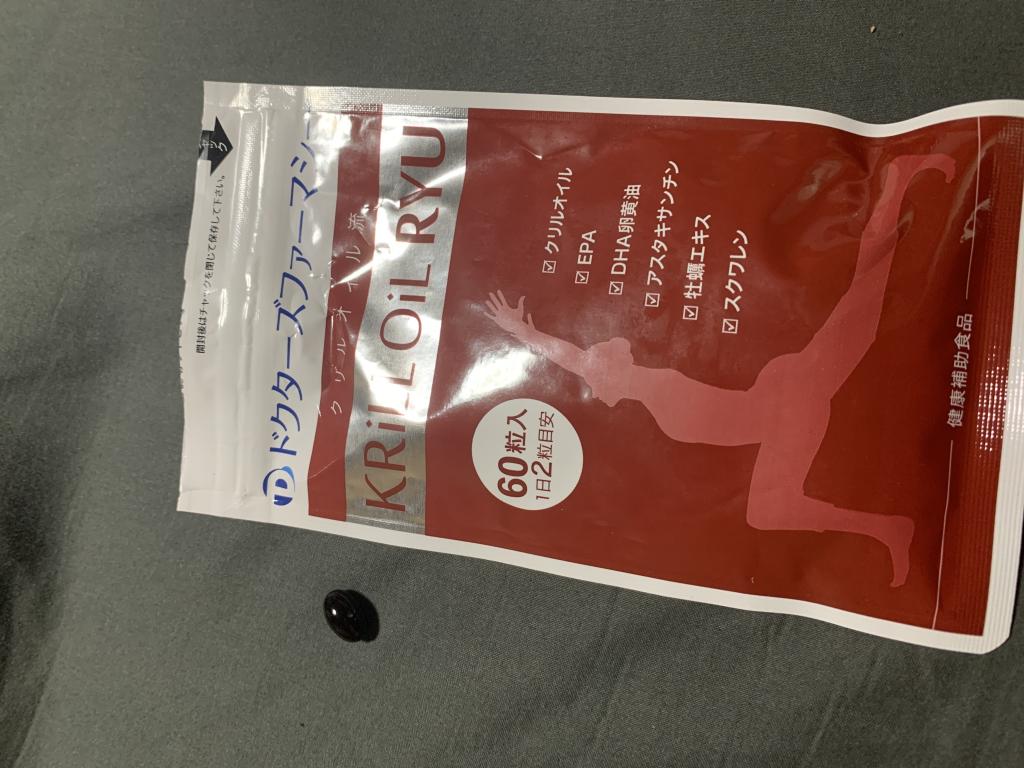 チャック
開封後はチャックを閉じて保存して下さい。
ドクターズファーマシー
クリルオイル流
KRiLL OiL RYU
60粒入
1日2粒目安
☑ クリルオイル
☑ EPA
☑ DHA卵黄油
☑ アスタキサンチン
☑ 牡蠣エキス
☑ スクワレン
健康補助食品